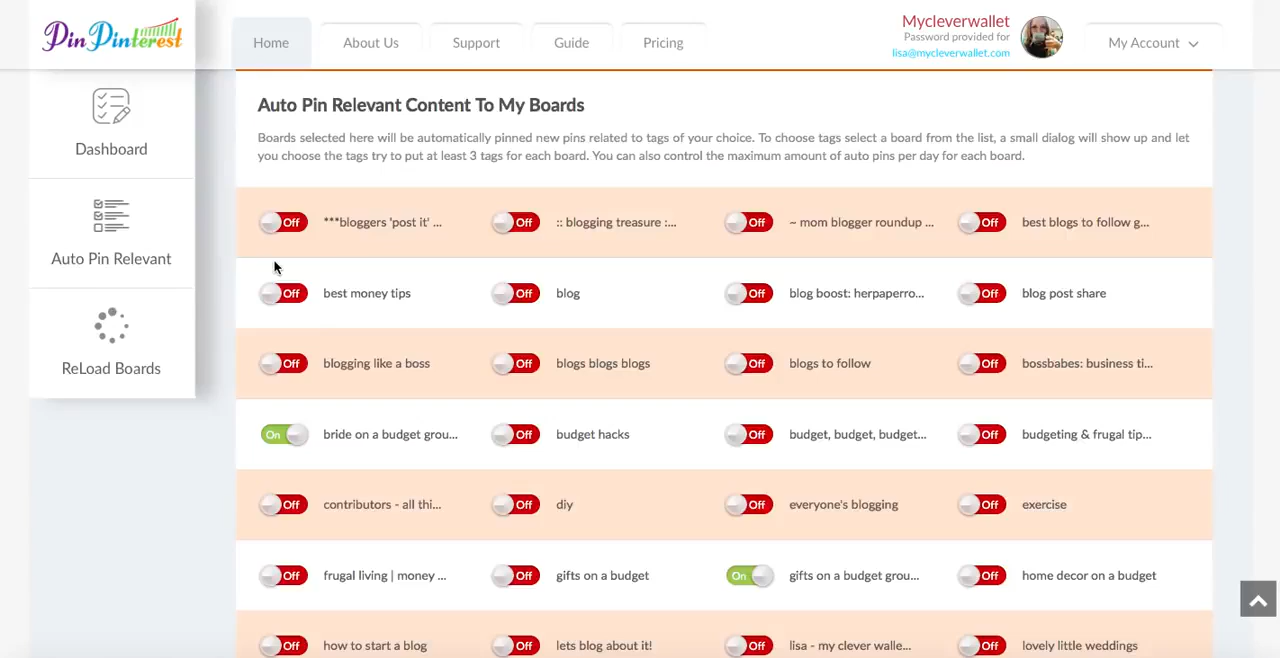 PinPinterest
Home
About Us
Support
Guide
Pricing
Mycleverwallet
Password provided for
lisa@mycleverwallet.com
My Account
Dashboard
Auto Pin Relevant
ReLoad Boards
Auto Pin Relevant Content To My Boards
Boards selected here will be automatically pinned new pins related to tags of your choice. To choose tags select a board from the list, a small dialog will show up and let
you choose the tags try to put at least 3 tags for each board. You can also control the maximum amount of auto pins per day for each board.
Off ***bloggers 'post it' ... Off :: blogging treasure :... Off ~ mom blogger roundup ... Off best blogs to follow g...
Off best money tips Off blog Off blog boost: herpaperro... Off blog post share
Off blogging like a boss Off blogs blogs blogs Off blogs to follow Off bossbabes: business ti...
On bride on a budget grou... Off budget hacks Off budget, budget, budget... Off budgeting & frugal tip...
Off contributors - all thi... Off diy Off everyone's blogging Off exercise
Off frugal living | money ... Off gifts on a budget On gifts on a budget grou... Off home decor on a budget
Off how to start a blog Off lets blog about it! Off lisa - my clever walle... Off lovely little weddings